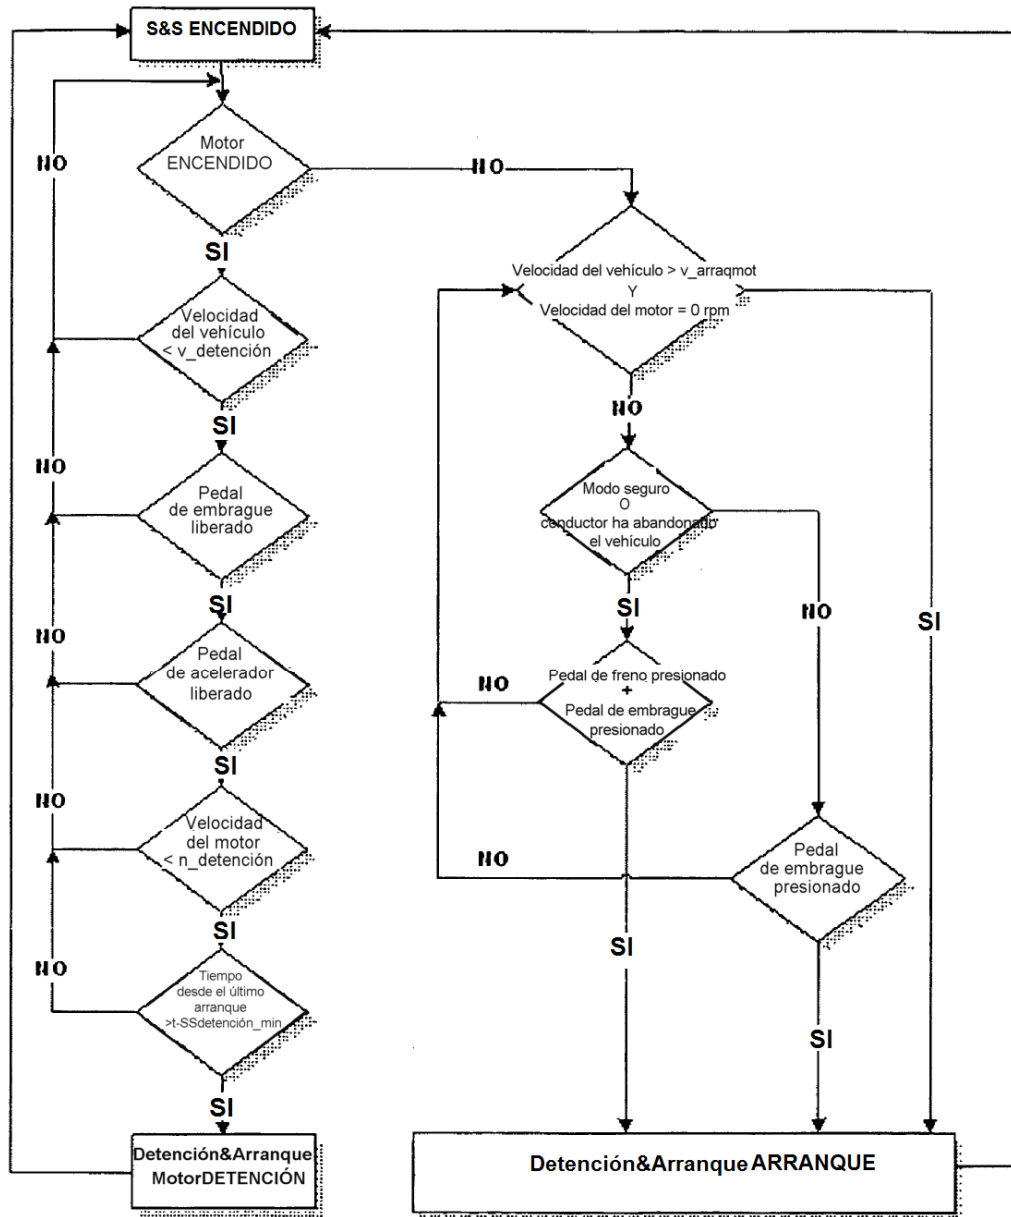 S&S ENCENDIDO
NO
Motor
ENCENDIDO
NO
SI
Velocidad del vehículo > v_arraqmot
Y
Velocidad del motor = 0 rpm
Velocidad
del vehículo
< v_detención
NO
SI
NO
Pedal
de embrague
liberado
Modo seguro
O
conductor ha abandonado
el vehículo
SI
SI
NO
SI
NO
Pedal
de acelerador
liberado
NO
Pedal de freno presionado
+
Pedal de embrague
presionado
SI
NO
Velocidad
del motor
< n_detención
NO
Pedal
de embrague
presionado
SI
SI
NO
Tiempo
desde el último
arranque
>t-SSdetención_min
SI
SI
Detención&Arranque
MotorDETENCIÓN
Detención&Arranque ARRANQUE